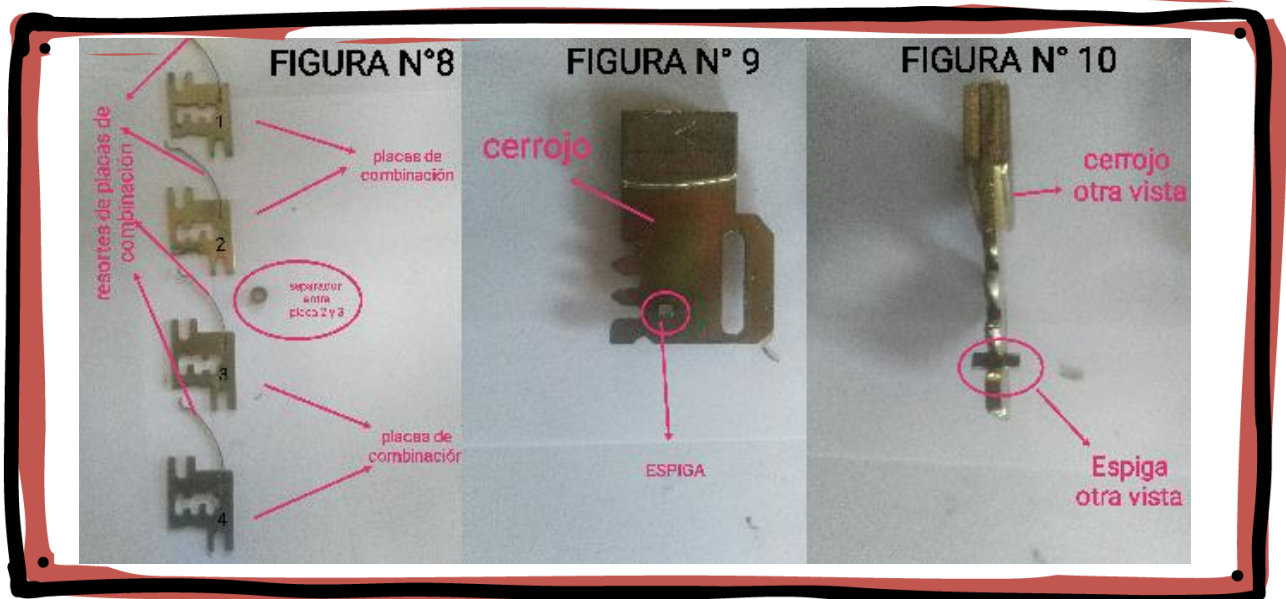 FIGURA N°8
resortes de placas de
combinación
1
placas de
combinación
2
separador
entre
placa 2 y 3
3
placas de
combinación
4
FIGURA N° 9
cerrojo
ESPIGA
FIGURA N° 10
cerrojo
otra vista
Espiga
otra vista